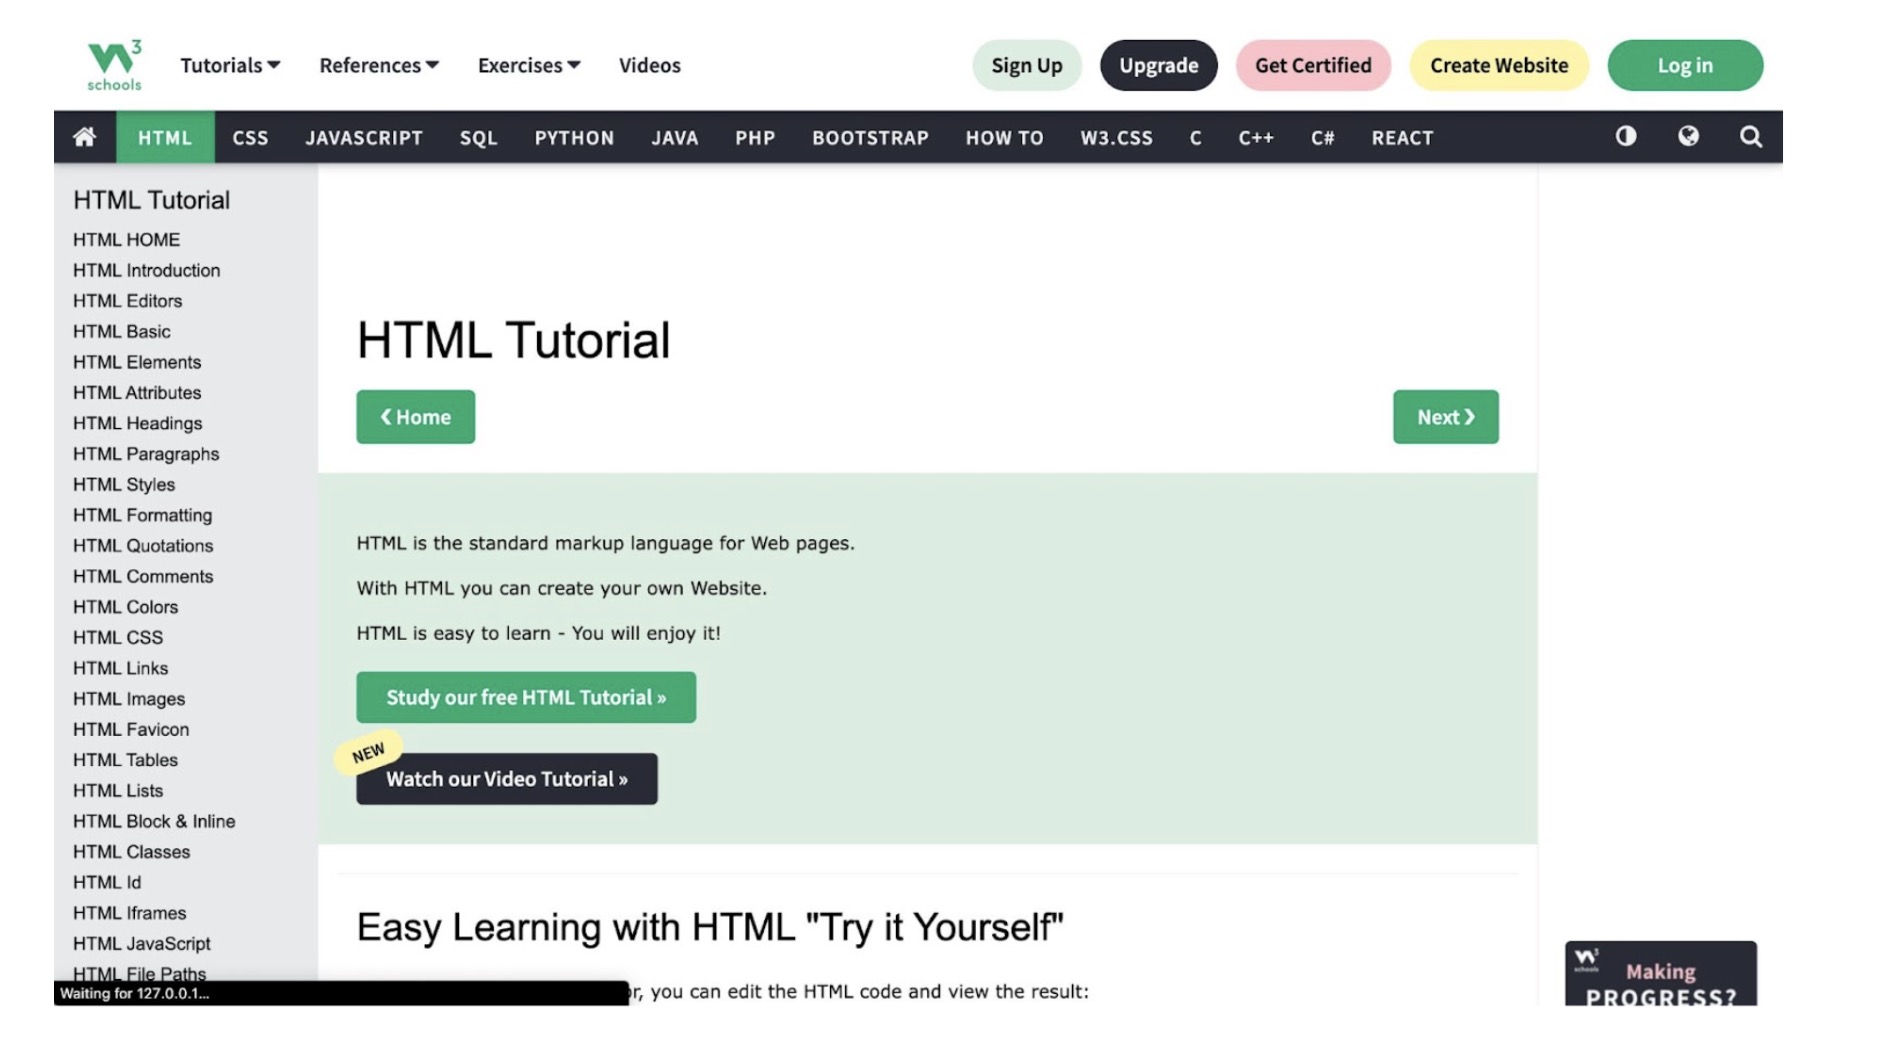 3
schools
Tutorials References Exercises Videos Sign Up Upgrade Get Certified Create Website Log in
HTML CSS JAVASCRIPT SQL PYTHON JAVA PHP BOOTSTRAP HOW TO W3.CSS C C++ C# REACT
HTML Tutorial
HTML HOME
HTML Introduction
HTML Editors
HTML Basic
HTML Elements
HTML Attributes
HTML Headings
HTML Paragraphs
HTML Styles
HTML Formatting
HTML Quotations
HTML Comments
HTML Colors
HTML CSS
HTML Links
HTML Images
HTML Favicon
HTML Tables
HTML Lists
HTML Block & Inline
HTML Classes
HTML Id
HTML Iframes
HTML JavaScript
HTML File Paths
Waiting for 127.0.0.1...
HTML Tutorial
❮ Home Next ❯
HTML is the standard markup language for Web pages.
With HTML you can create your own Website.
HTML is easy to learn - You will enjoy it!
Study our free HTML Tutorial »
NEW
Watch our Video Tutorial »
Easy Learning with HTML "Try it Yourself"
, you can edit the HTML code and view the result:
3
schools
Making
PROGRESS?